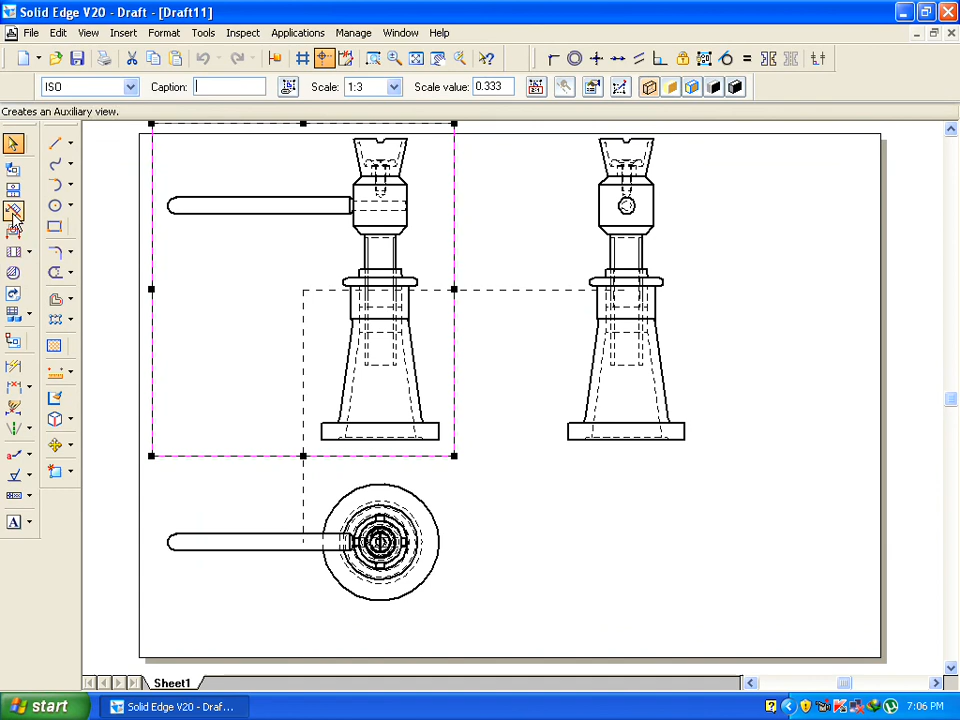 Solid Edge V20 - Draft - [Draft11]
File Edit View Insert Format Tools Inspect Applications Manage Window Help
ISO Caption: Scale: 1:3 Scale value: 0.333
Creates an Auxiliary view.
A
Sheet1
start Solid Edge V20 - Draf... 7:06 PM